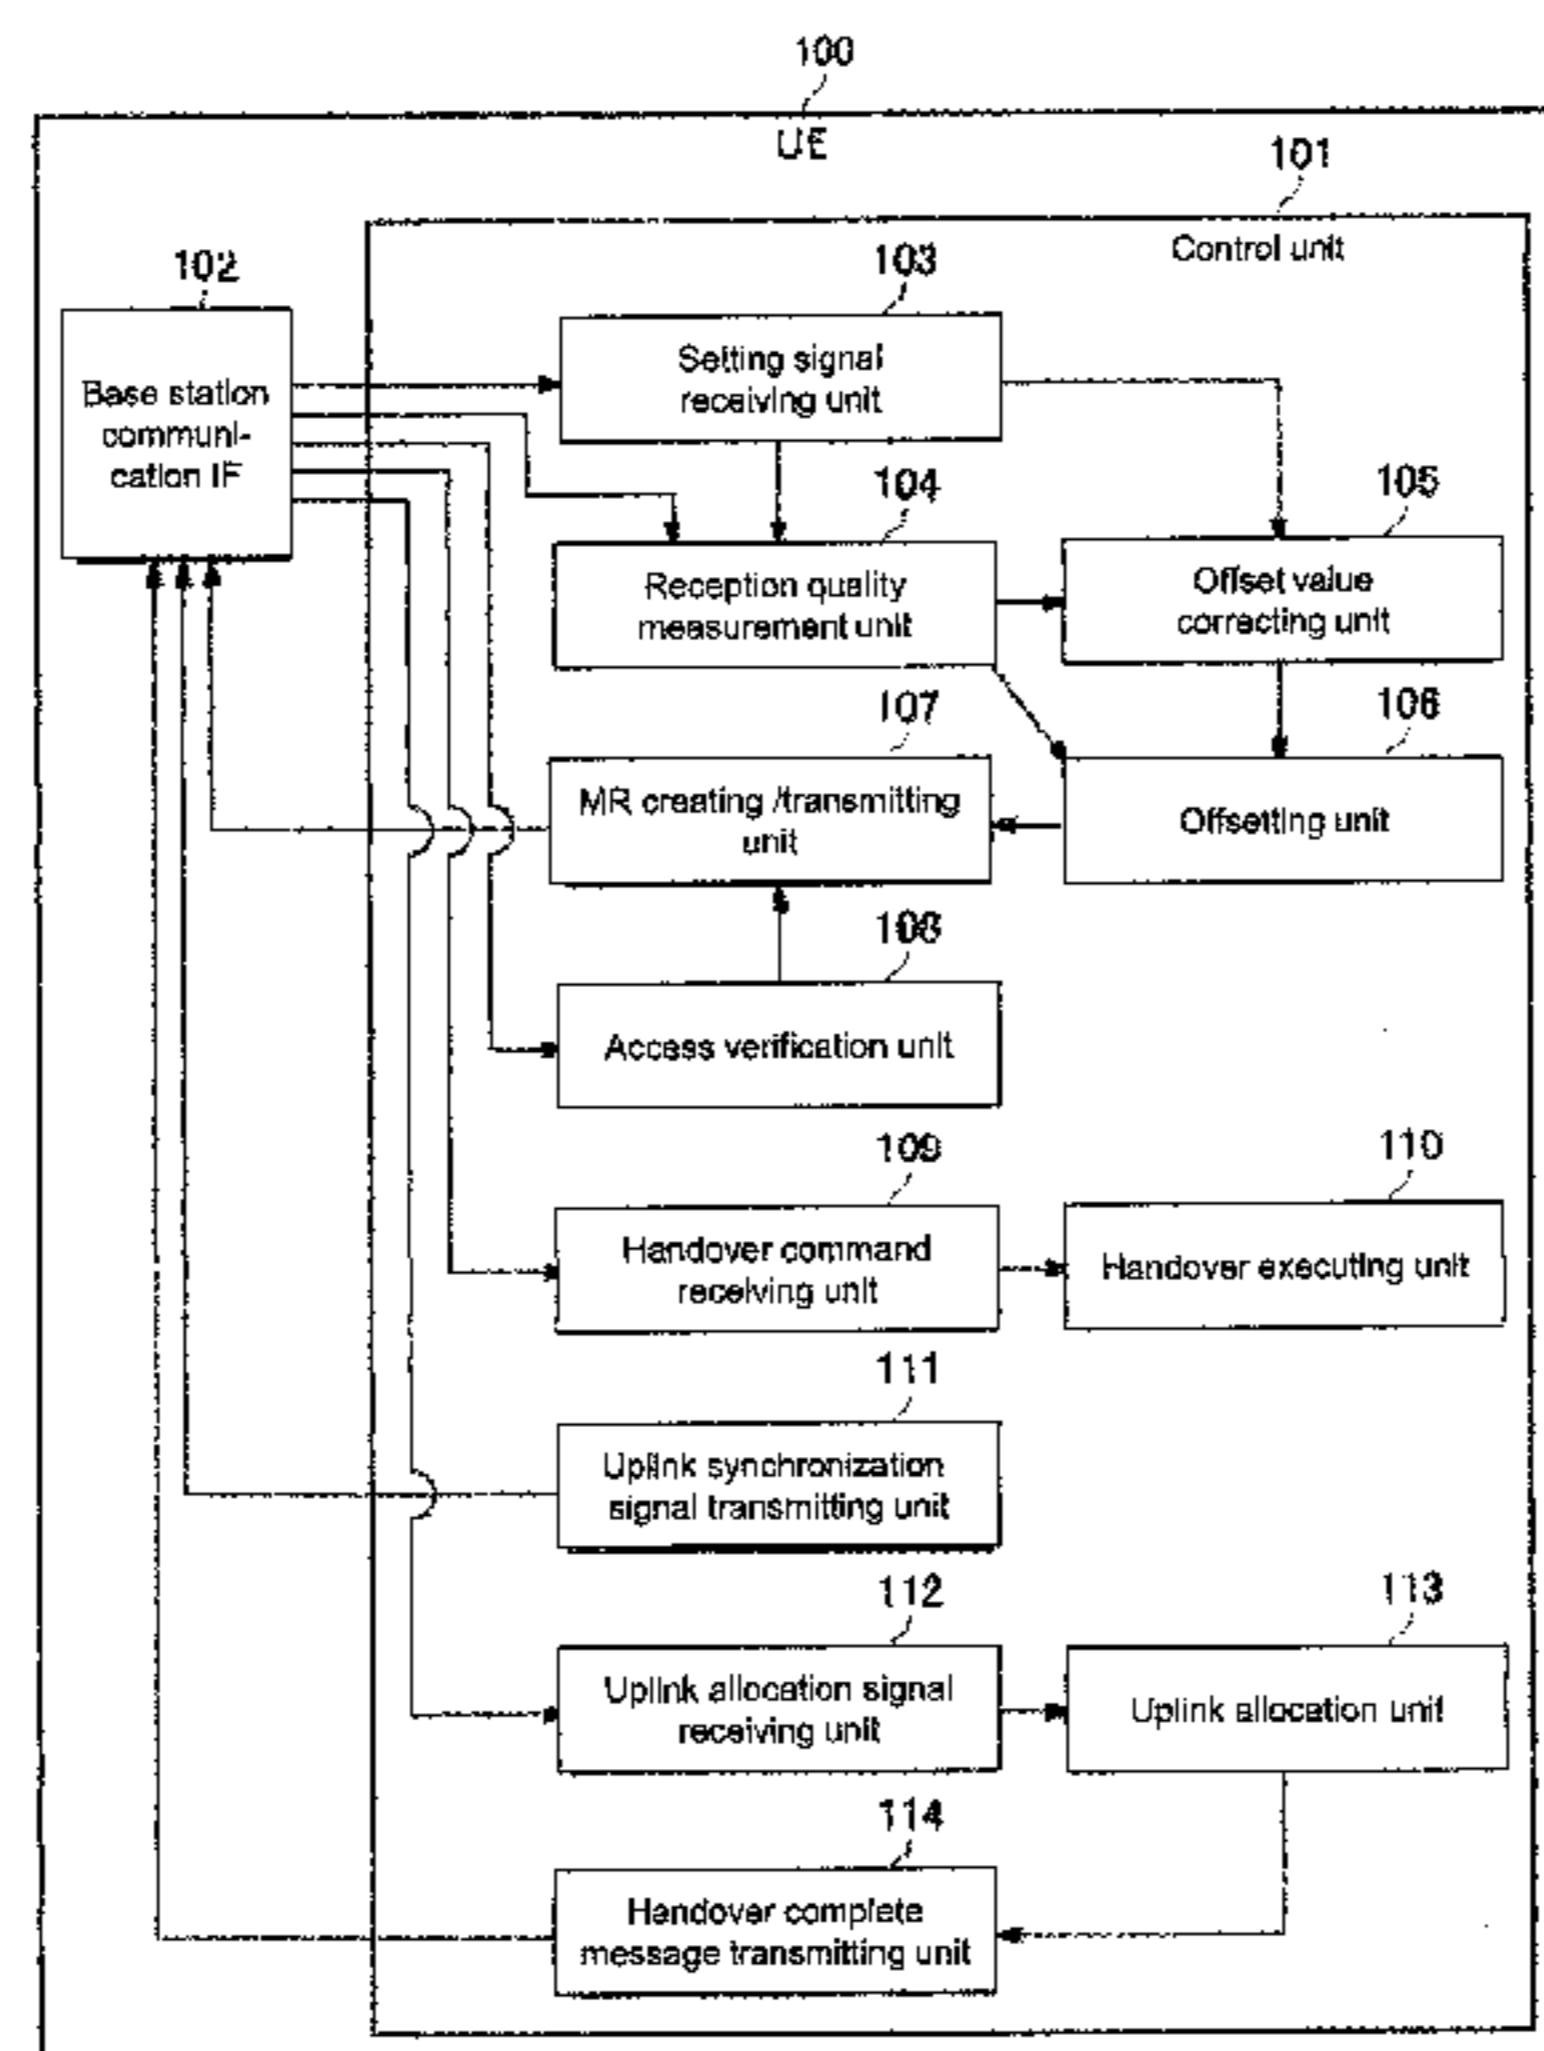 100
UE
101
Control unit
102
Base station
communi-
cation IF
103
Setting signal
receiving unit
104
Reception quality
measurement unit
105
Offset value
correcting unit
107
MR creating /transmitting
unit
106
Offsetting unit
108
Access verification unit
109
Handover command
receiving unit
110
Handover executing unit
111
Uplink synchronization
signal transmitting unit
112
Uplink allocation signal
receiving unit
113
Uplink allocation unit
114
Handover complete
message transmitting unit